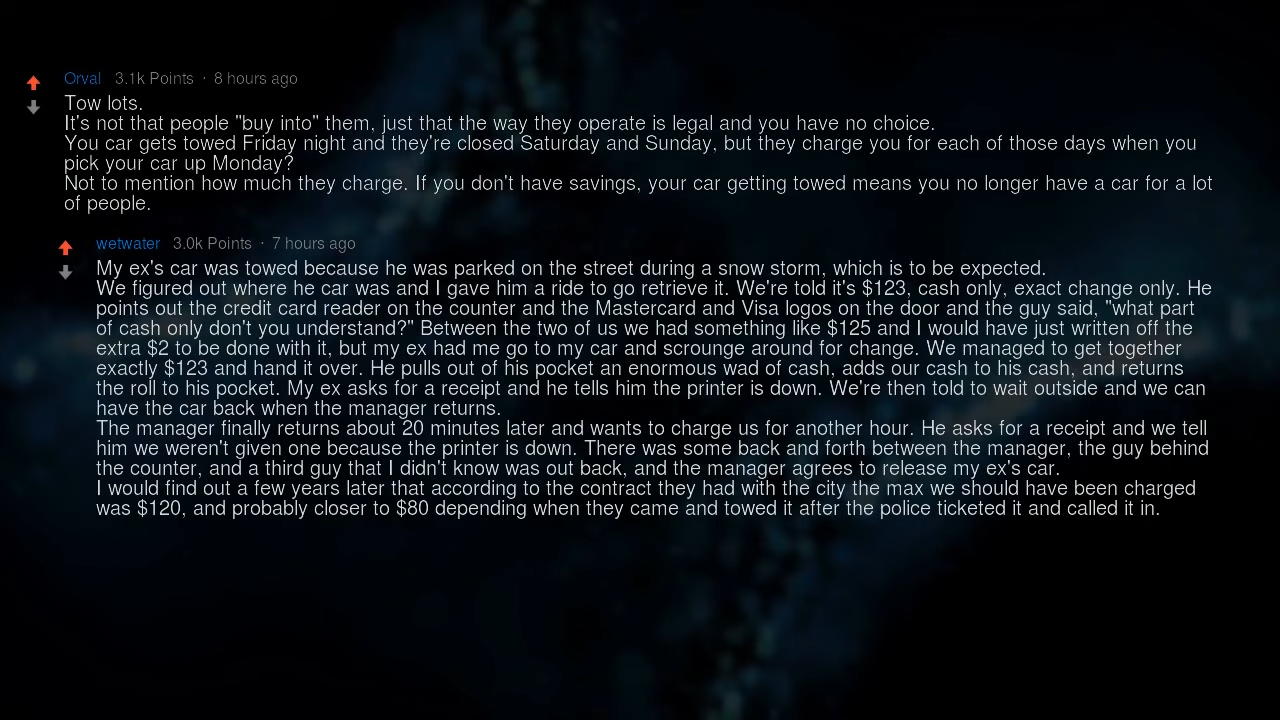 Orval 3.1k Points · 8 hours ago
Tow lots.
It's not that people "buy into" them, just that the way they operate is legal and you have no choice.
You car gets towed Friday night and they're closed Saturday and Sunday, but they charge you for each of those days when you
pick your car up Monday?
Not to mention how much they charge. If you don't have savings, your car getting towed means you no longer have a car for a lot
of people.
wetwater 3.0k Points · 7 hours ago
My ex's car was towed because he was parked on the street during a snow storm, which is to be expected.
We figured out where he car was and I gave him a ride to go retrieve it. We're told it's $123, cash only, exact change only. He
points out the credit card reader on the counter and the Mastercard and Visa logos on the door and the guy said, "what part
of cash only don't you understand?" Between the two of us we had something like $125 and I would have just written off the
extra $2 to be done with it, but my ex had me go to my car and scrounge around for change. We managed to get together
exactly $123 and hand it over. He pulls out of his pocket an enormous wad of cash, adds our cash to his cash, and returns
the roll to his pocket. My ex asks for a receipt and he tells him the printer is down. We're then told to wait outside and we can
have the car back when the manager returns.
The manager finally returns about 20 minutes later and wants to charge us for another hour. He asks for a receipt and we tell
him we weren't given one because the printer is down. There was some back and forth between the manager, the guy behind
the counter, and a third guy that I didn't know was out back, and the manager agrees to release my ex's car.
I would find out a few years later that according to the contract they had with the city the max we should have been charged
was $120, and probably closer to $80 depending when they came and towed it after the police ticketed it and called it in.